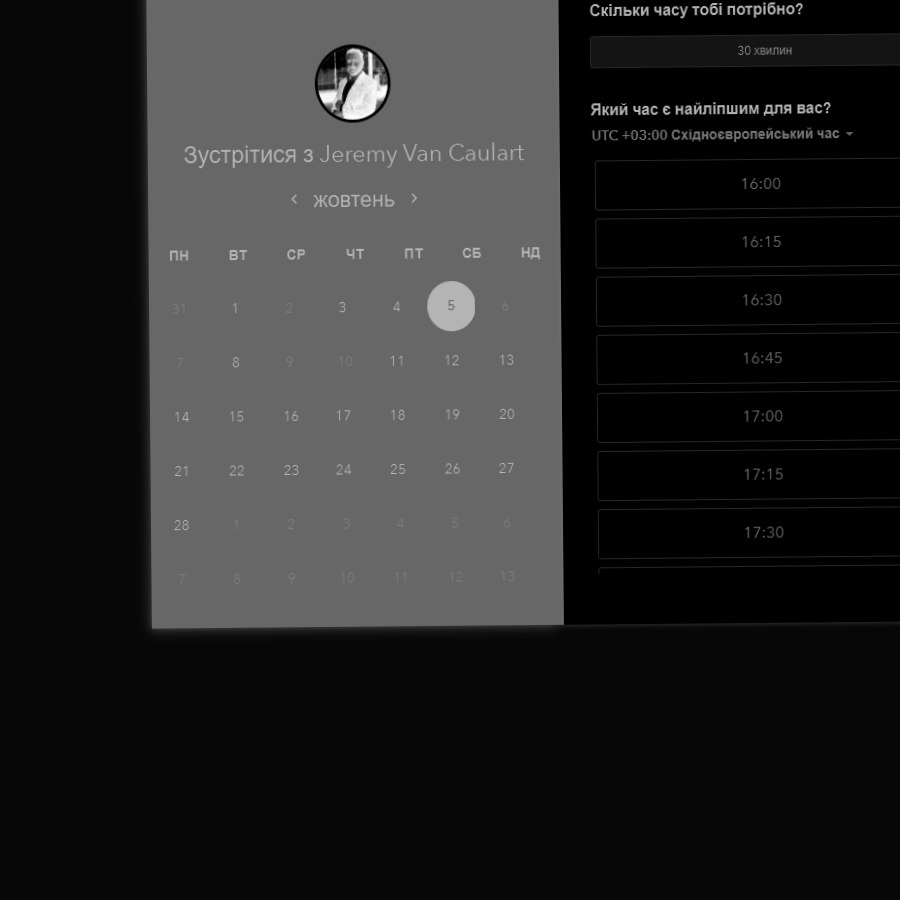 Зустрітися з Jeremy Van Caulart
‹ жовтень ›
ПН ВТ СР ЧТ ПТ СБ НД
31 1 2 3 4 5 6
7 8 9 10 11 12 13
14 15 16 17 18 19 20
21 22 23 24 25 26 27
28 1 2 3 4 5 6
7 8 9 10 11 12 13
Скільки часу тобі потрібно?
30 хвилин
Який час є найліпшим для вас?
UTC +03:00 Східноєвропейський час
16:00
16:15
16:30
16:45
17:00
17:15
17:30